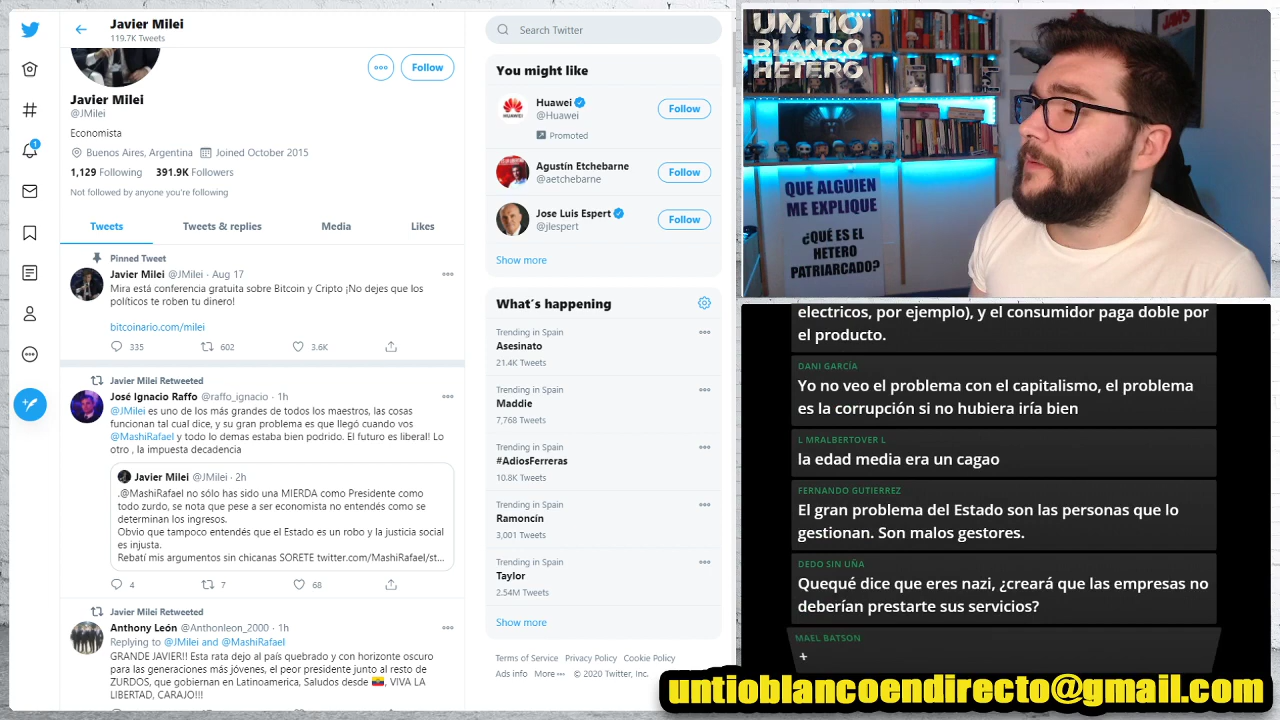 Javier Milei
119.7K Tweets
Follow
Javier Milei
@JMilei
Economista
Buenos Aires, Argentina Joined October 2015
1,129 Following 391.9K Followers
Not followed by anyone you're following
Tweets Tweets & replies Media Likes
Pinned Tweet
Javier Milei @JMilei · Aug 17
Mira está conferencia gratuita sobre Bitcoin y Cripto ¡No dejes que los
políticos te roben tu dinero!
bitcoinario.com/milei
335 602 3.6K
Javier Milei Retweeted
José Ignacio Raffo @raffo_ignacio · 1h
@JMilei es uno de los más grandes de todos los maestros, las cosas
funcionan tal cual dice, y su gran problema es que llegó cuando vos
@MashiRafael y todo lo demas estaba bien podrido. El futuro es liberal! Lo
otro , la impuesta decadencia
Javier Milei @JMilei · 2h
.@MashiRafael no sólo has sido una MIERDA como Presidente como
todo zurdo, se nota que pese a ser economista no entendés como se
determinan los ingresos.
Obvio que tampoco entendés que el Estado es un robo y la justicia social
es injusta.
Rebatí mis argumentos sin chicanas SORETE twitter.com/MashiRafael/st...
4 7 68
Javier Milei Retweeted
Anthony León @Anthonleon_2000 · 1h
Replying to @JMilei and @MashiRafael
GRANDE JAVIER!! Esta rata dejo al país quebrado y con horizonte oscuro
para las generaciones más jóvenes, el peor presidente junto al resto de
ZURDOS, que gobiernan en Latinoamerica, Saludos desde 🇪🇨, VIVA LA
LIBERTAD, CARAJO!!!
1
Search Twitter
You might like
Huawei
@Huawei
Promoted
Follow
Agustín Etchebarne
@aetchebarne
Follow
Jose Luis Espert
@jlespert
Follow
Show more
What's happening
Trending in Spain
Asesinato
21.4K Tweets
Trending in Spain
Maddie
7,768 Tweets
Trending in Spain
#AdiosFerreras
10.8K Tweets
Trending in Spain
Ramoncín
3,001 Tweets
Trending in Spain
Taylor
2.54M Tweets
Show more
Terms of Service Privacy Policy Cookie Policy
Ads info More © 2020 Twitter, Inc.
UN TIO
BLANCO
HETERO
QUE ALGUIEN
ME EXPLIQUE
¿QUÉ ES EL
HETERO
PATRIARCADO?
electricos, por ejemplo), y el consumidor paga doble por
el producto.
DANI GARCÍA
Yo no veo el problema con el capitalismo, el problema
es la corrupción si no hubiera iría bien
L MRALBERTOVER L
la edad media era un cagao
FERNANDO GUTIERREZ
El gran problema del Estado son las personas que lo
gestionan. Son malos gestores.
DEDO SIN UÑA
Quequé dice que eres nazi, ¿creará que las empresas no
deberían prestarte sus servicios?
MAEL BATSON
+
untioblancoendirecto@gmail.com